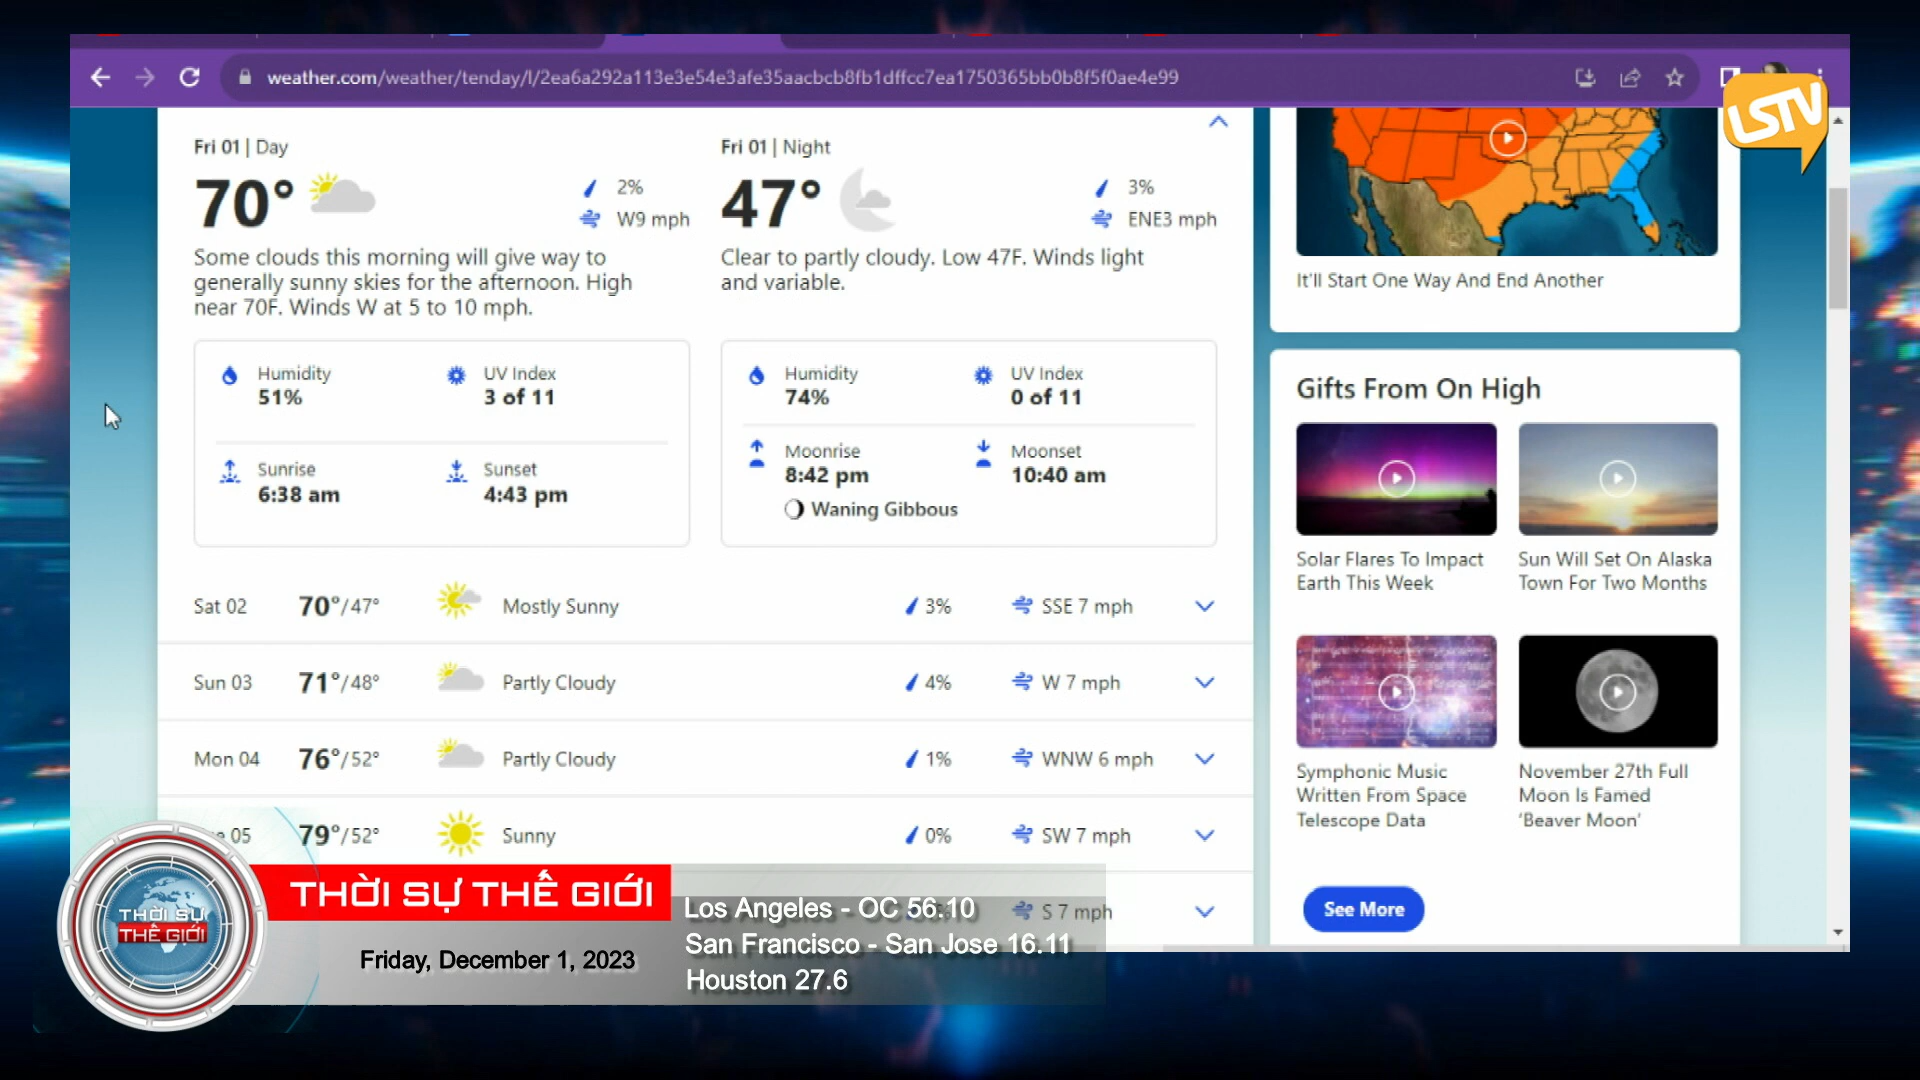 weather.com/weather/tenday/l/2ea6a292a113e3e54e3afe35aacbcb8fb1dffcc7ea1750365bb0b8f5f0ae4e99
LSTV
Fri 01 | Day
70°
2%
W9 mph
Some clouds this morning will give way to
generally sunny skies for the afternoon. High
near 70F. Winds W at 5 to 10 mph.
Humidity
51%
UV Index
3 of 11
Sunrise
6:38 am
Sunset
4:43 pm
Fri 01 | Night
47°
3%
ENE3 mph
Clear to partly cloudy. Low 47F. Winds light
and variable.
Humidity
74%
UV Index
0 of 11
Moonrise
8:42 pm
Moonset
10:40 am
Waning Gibbous
Sat 02 70°/47° Mostly Sunny 3% SSE 7 mph
Sun 03 71°/48° Partly Cloudy 4% W 7 mph
Mon 04 76°/52° Partly Cloudy 1% WNW 6 mph
05 79°/52° Sunny 0% SW 7 mph
S 7 mph
It'll Start One Way And End Another
Gifts From On High
Solar Flares To Impact
Earth This Week
Sun Will Set On Alaska
Town For Two Months
Symphonic Music
Written From Space
Telescope Data
November 27th Full
Moon Is Famed
‘Beaver Moon’
See More
THỜI SỰ
THẾ GIỚI
THỜI SỰ THẾ GIỚI
Friday, December 1, 2023
Los Angeles - OC 56.10
San Francisco - San Jose 16.11
Houston 27.6